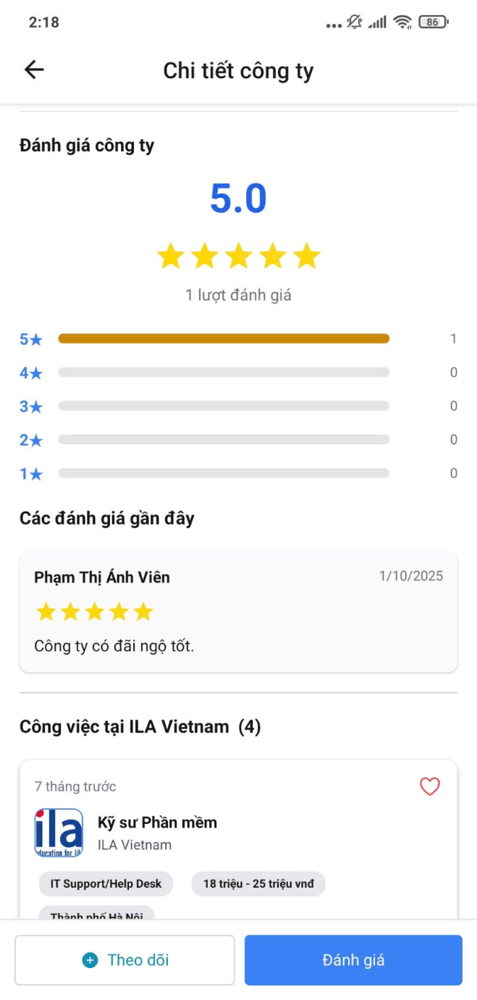 2:18
86
Chi tiết công ty
Đánh giá công ty
5.0
1 lượt đánh giá
5★ 1
4★ 0
3★ 0
2★ 0
1★ 0
Các đánh giá gần đây
Phạm Thị Ánh Viên 1/10/2025
Công ty có đãi ngộ tốt.
Công việc tại ILA Vietnam (4)
7 tháng trước
ila
education for life
Kỹ sư Phần mềm
ILA Vietnam
IT Support/Help Desk 18 triệu - 25 triệu vnđ
Thành phố Hà Nội
Theo dõi Đánh giá